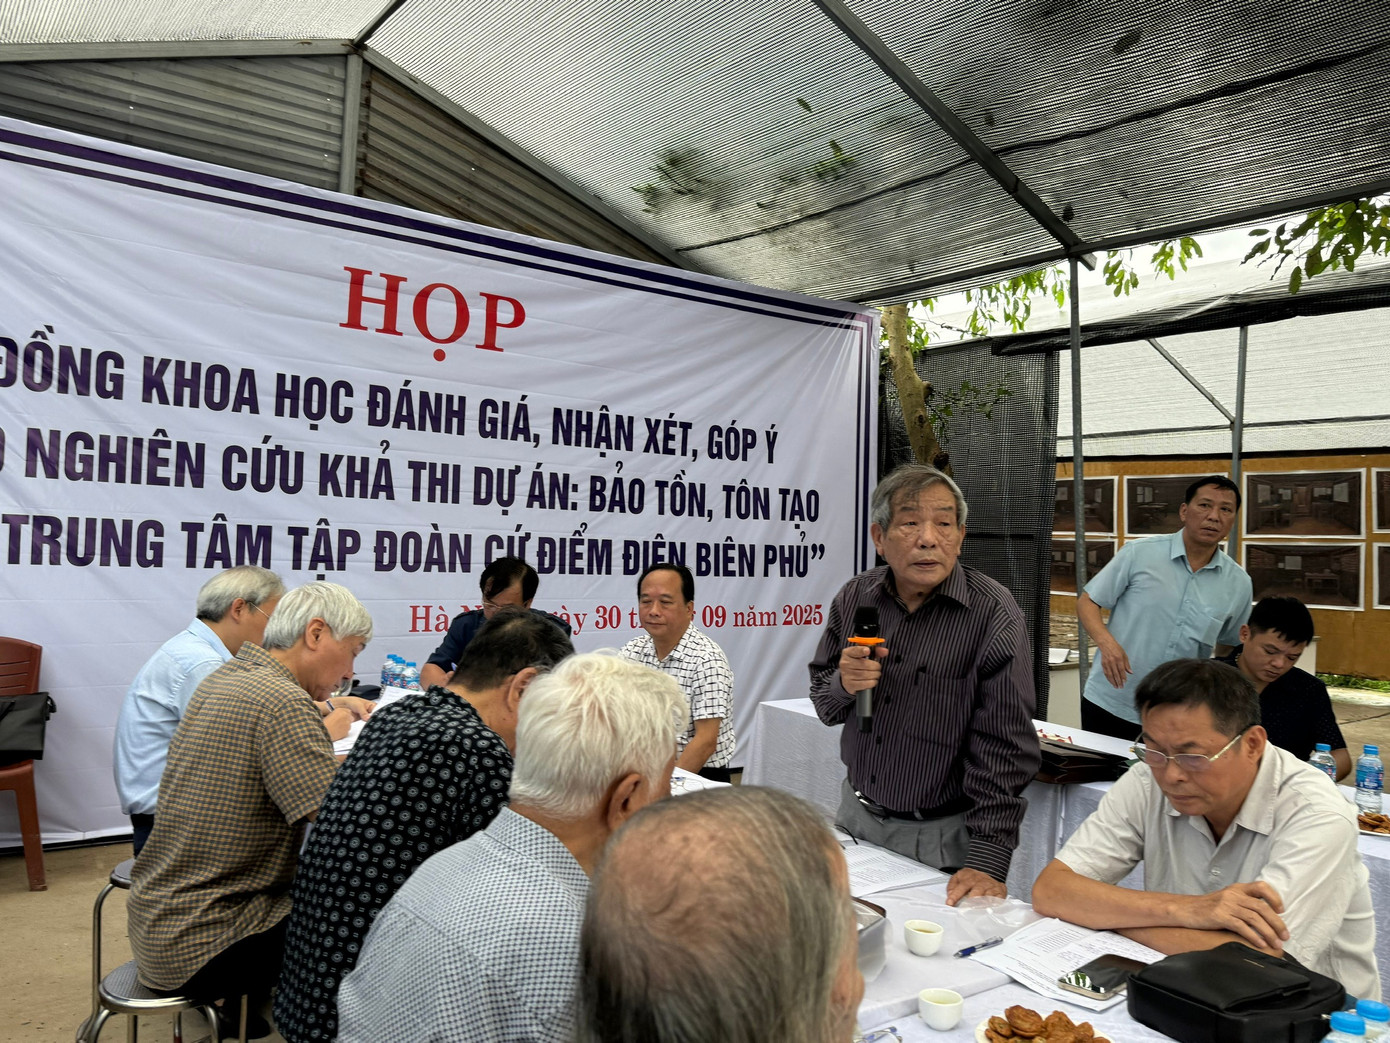 HỌP
ĐỒNG KHOA HỌC ĐÁNH GIÁ, NHẬN XÉT, GÓP Ý
NGHIÊN CỨU KHẢ THI DỰ ÁN: BẢO TỒN, TÔN TẠO
TRUNG TÂM TẬP ĐOÀN CỨ ĐIỂM ĐIỆN BIÊN PHỦ”
Hà N ày 30 t 09 năm 2025